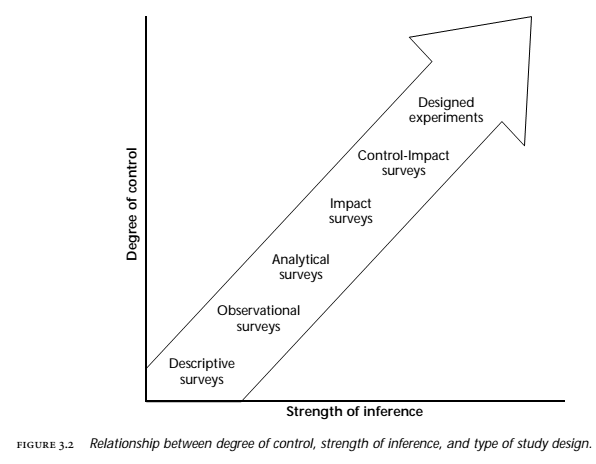 Degree of control
Designed
experiments
Control-Impact
surveys
Impact
surveys
Analytical
surveys
Observational
surveys
Descriptive
surveys
Strength of inference
FIGURE 3.2 Relationship between degree of control, strength of inference, and type of study design.